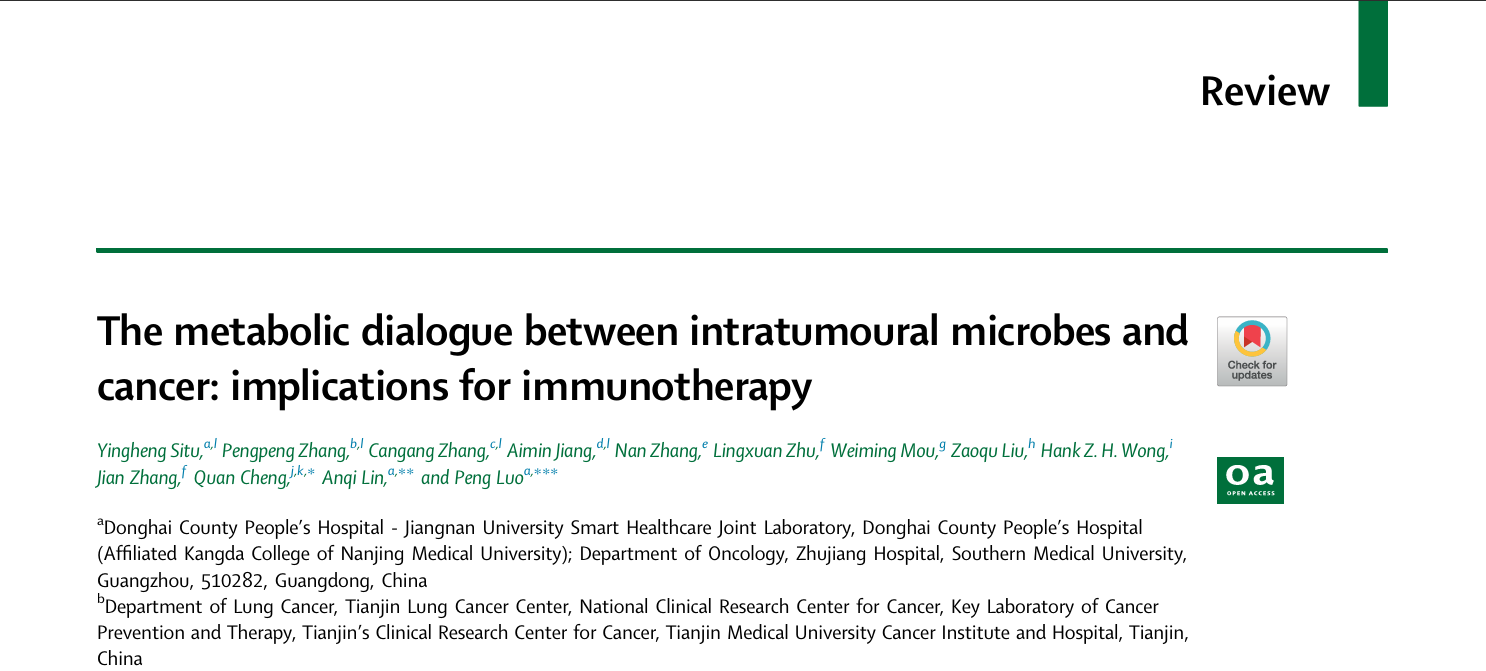 Review
The metabolic dialogue between intratumoural microbes and
cancer: implications for immunotherapy
Check for
updates
Yingheng Situ,a,l Pengpeng Zhang,b,l Cangang Zhang,c,l Aimin Jiang,d,l Nan Zhang,e Lingxuan Zhu,f Weiming Mou,g Zaoqu Liu,h Hank Z. H. Wong,i
Jian Zhang,f Quan Cheng,j,k,* Anqi Lin,a,** and Peng Luoa,***
oa
OPEN ACCESS
aDonghai County People’s Hospital - Jiangnan University Smart Healthcare Joint Laboratory, Donghai County People’s Hospital
(Affiliated Kangda College of Nanjing Medical University); Department of Oncology, Zhujiang Hospital, Southern Medical University,
Guangzhou, 510282, Guangdong, China
bDepartment of Lung Cancer, Tianjin Lung Cancer Center, National Clinical Research Center for Cancer, Key Laboratory of Cancer
Prevention and Therapy, Tianjin’s Clinical Research Center for Cancer, Tianjin Medical University Cancer Institute and Hospital, Tianjin,
China